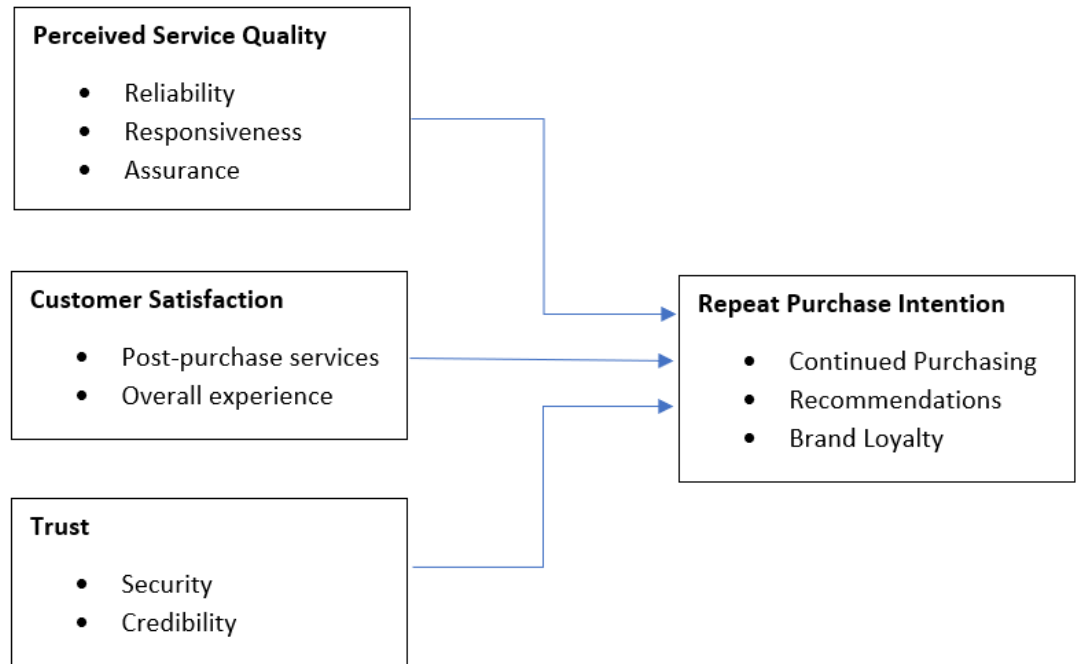 Perceived Service Quality
• Reliability
• Responsiveness
• Assurance
Customer Satisfaction
• Post-purchase services
• Overall experience
Trust
• Security
• Credibility
Repeat Purchase Intention
• Continued Purchasing
• Recommendations
• Brand Loyalty